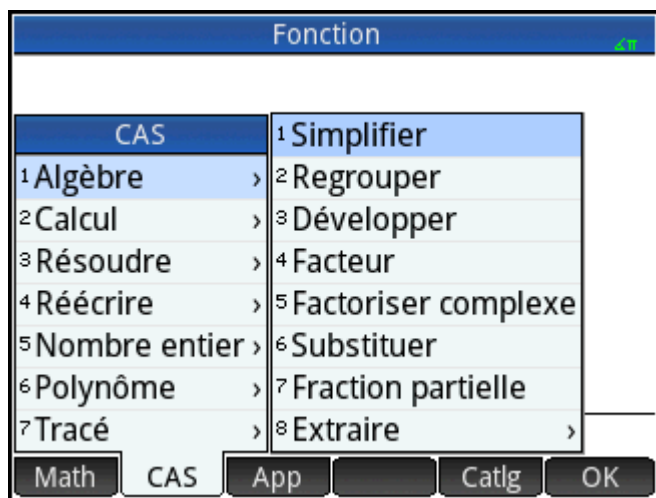 Fonction
∡π
CAS
1 Algèbre ›
2 Calcul ›
3 Résoudre ›
4 Réécrire ›
5 Nombre entier ›
6 Polynôme ›
7 Tracé ›
1 Simplifier
2 Regrouper
3 Développer
4 Facteur
5 Factoriser complexe
6 Substituer
7 Fraction partielle
8 Extraire ›
Math CAS App Catlg OK